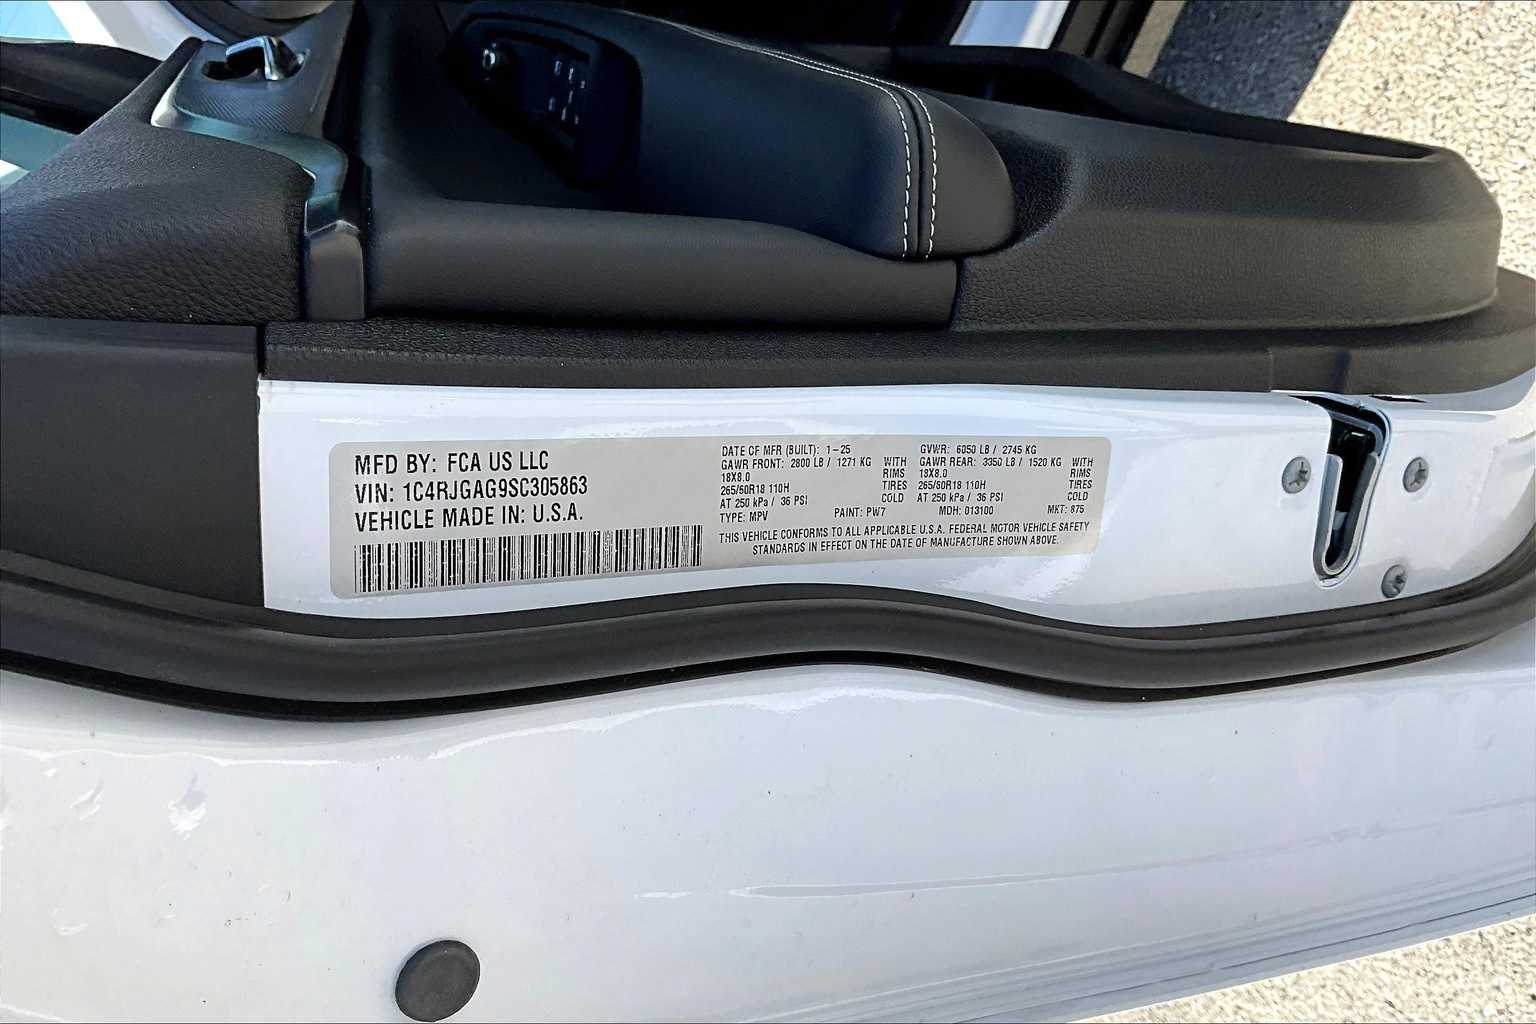 MFD BY: FCA US LLC
VIN: 1C4RJGAG9SC305863
VEHICLE MADE IN: U.S.A.
DATE OF MFR (BUILT): 1-25
GAWR FRONT: 2800 LB / 1271 KG WITH
18X8.0 RIMS
265/60R18 110H TIRES
AT 250 kPa / 36 PSI COLD
GVWR: 6050 LB / 2745 KG
GAWR REAR: 3350 LB / 1520 KG WITH
18X8.0 RIMS
265/60R18 110H TIRES
AT 250 kPa / 36 PSI COLD
TYPE: MPV PAINT: PW7 MDH: 013100 MKT: 875
THIS VEHICLE CONFORMS TO ALL APPLICABLE U.S.A. FEDERAL MOTOR VEHICLE SAFETY
STANDARDS IN EFFECT ON THE DATE OF MANUFACTURE SHOWN ABOVE.